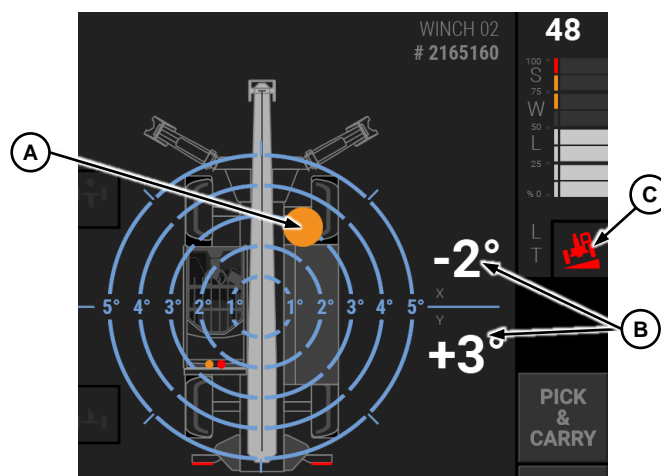 WINCH 02
# 2165160
48
100
S
75
W
50
L
25
% 0
A
C
L
T
-2°
X
5° 4° 3° 2° 1° 1° 2° 3° 4° 5°
Y
B
+3°
PICK
&
CARRY